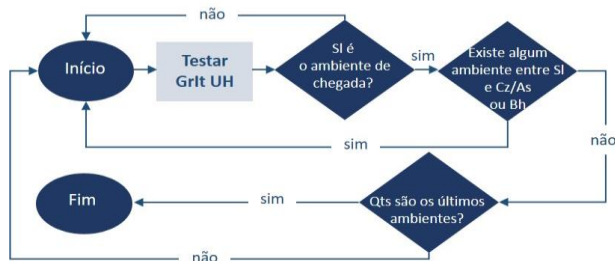 não
Início
Testar
GrIt UH
SI é
o ambiente de
chegada?
sim
Existe algum
ambiente entre SI
e Cz/As
ou Bh
sim
não
Fim
sim
Qts são os últimos
ambientes?
não